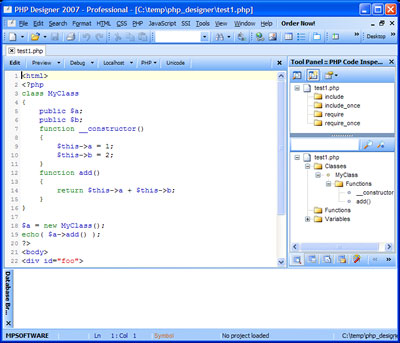 PHP Designer 2007 - Professional - [C:\temp\php_designer\test1.php]
File Edit Search Format HTML CSS PHP JavaScript SSI Tools View Window Help Order Now!
Desktop
test1.php
Edit Preview Debug Localhost PHP Unicode
1 <html>
2 <?php
3 class MyClass
4 {
5 public $a;
6 public $b;
7 function __constructor()
8 {
9 $this->a = 1;
10 $this->b = 2;
11 }
12 function add()
13 {
14 return $this->a + $this->b;
15 }
16 }
17
18 $a = new MyClass();
19 echo( $a->add() );
20 ?>
21 <body>
22 <div id="foo">
Tool Panel :: PHP Code Inspe...
test1.php
include
include_once
require
require_once
test1.php
Classes
MyClass
Functions
__constructor
add()
Functions
Variables
Database Br...
MPSOFTWARE Ln 1 : Col 1 Symbol No project loaded C:\temp\php_designe